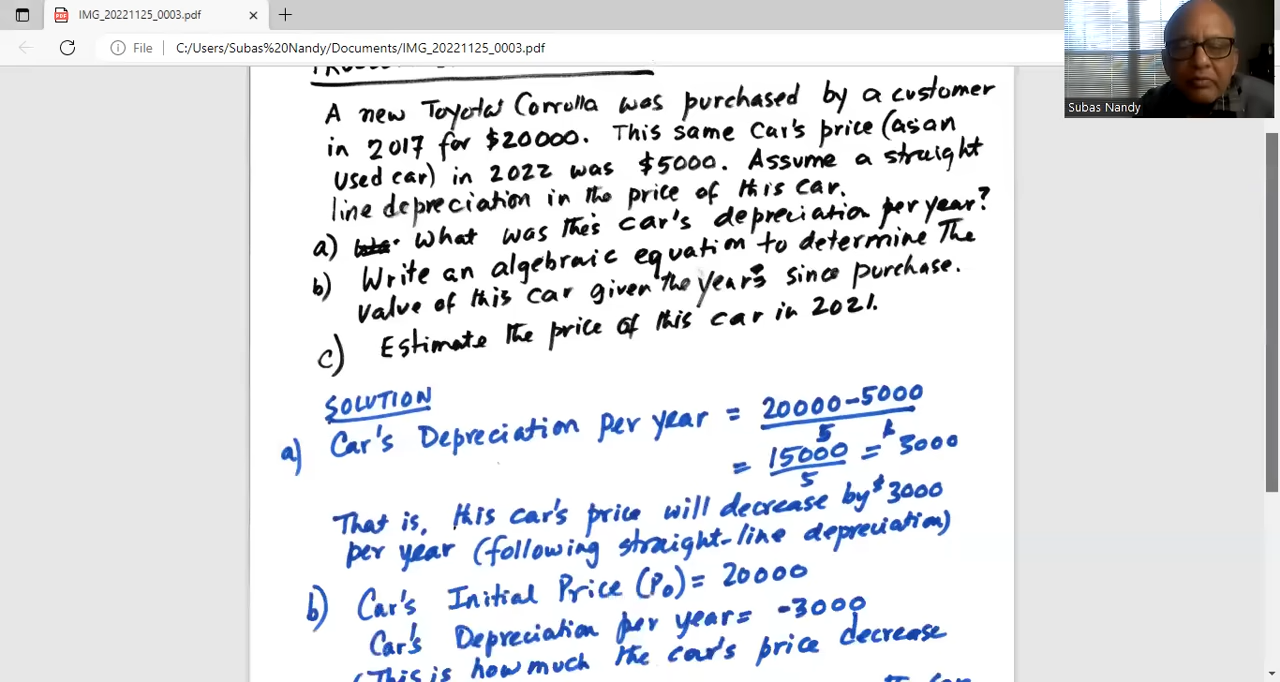 IMG_20221125_0003.pdf
File
C:/Users/Subas%20Nandy/Documents/IMG_20221125_0003.pdf
Subas Nandy
A new Toyota Corrolla was purchased by a customer
in 2017 for $20000. This same car's price (as an
used car) in 2022 was $5000. Assume a straight
line depreciation in the price of this car.
a) What was this car's depreciation per year?
b) Write an algebraic equation to determine The
value of this car given the years since purchase.
c) Estimate the price of this car in 2021.
SOLUTION
a) Car's Depreciation per year = 20000-5000
5
= 15000 = $3000
5
That is, this car's price will decrease by $3000
per year (following straight-line depreciation)
b) Car's Initial Price (P0) = 20000
Car's Depreciation per year = -3000
(This is how much the car's price decrease